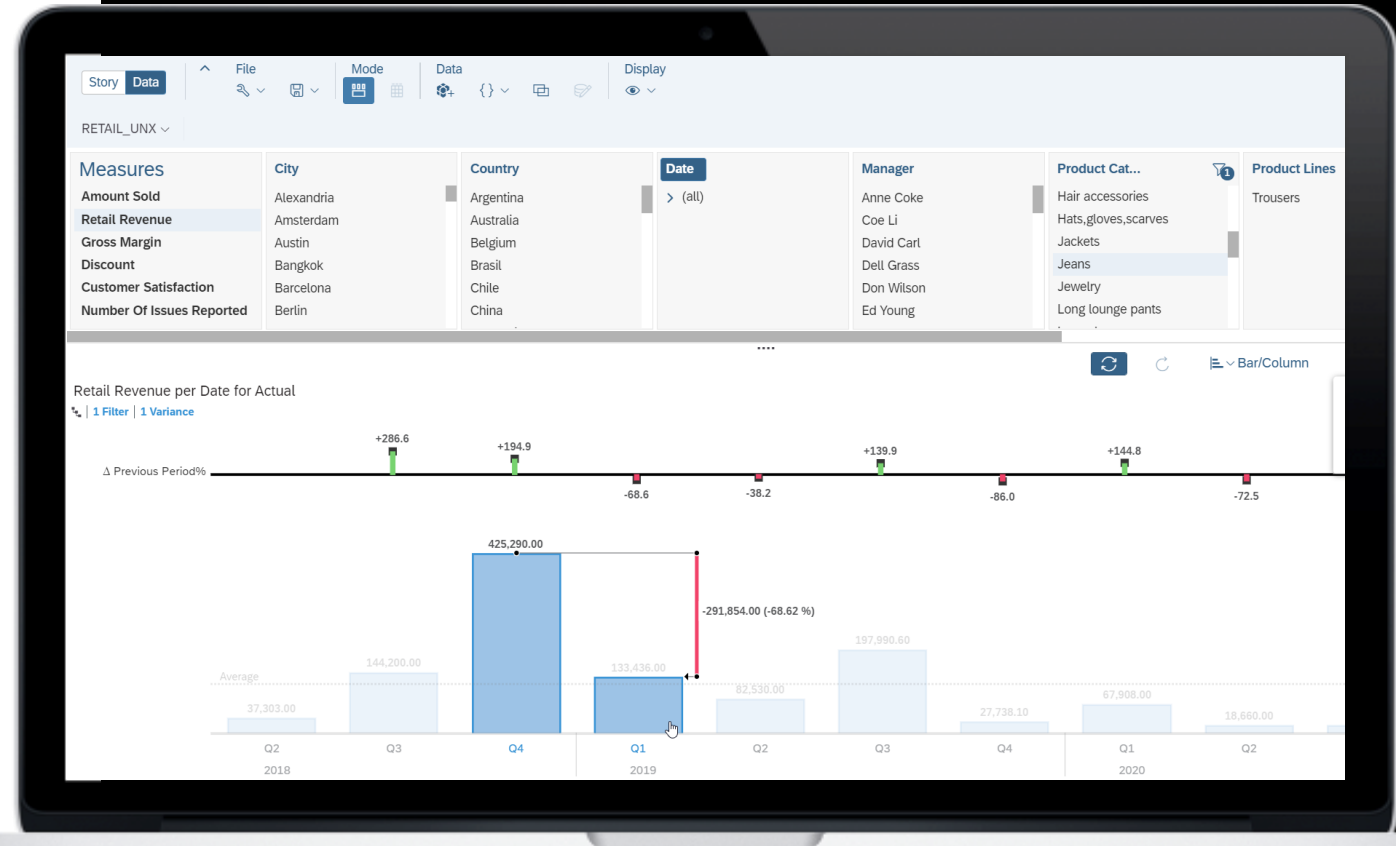 File Mode Data Display
Story Data
RETAIL_UNX
Measures
Amount Sold
Retail Revenue
Gross Margin
Discount
Customer Satisfaction
Number Of Issues Reported
City
Alexandria
Amsterdam
Austin
Bangkok
Barcelona
Berlin
Country
Argentina
Australia
Belgium
Brasil
Chile
China
Date
(all)
Manager
Anne Coke
Coe Li
David Carl
Dell Grass
Don Wilson
Ed Young
Product Cat... 1
Hair accessories
Hats,gloves,scarves
Jackets
Jeans
Jewelry
Long lounge pants
Product Lines
Trousers
Bar/Column
Retail Revenue per Date for Actual
1 Filter | 1 Variance
+286.6 +194.9 +139.9 +144.8
Δ Previous Period%
-68.6 -38.2 -86.0 -72.5
425,290.00
-291,854.00 (-68.62 %)
197,990.60
144,200.00 133,436.00
Average
82,530.00 67,908.00
37,303.00 27,738.10 18,660.00
Q2 Q3 Q4 Q1 Q2 Q3 Q4 Q1 Q2
2018 2019 2020